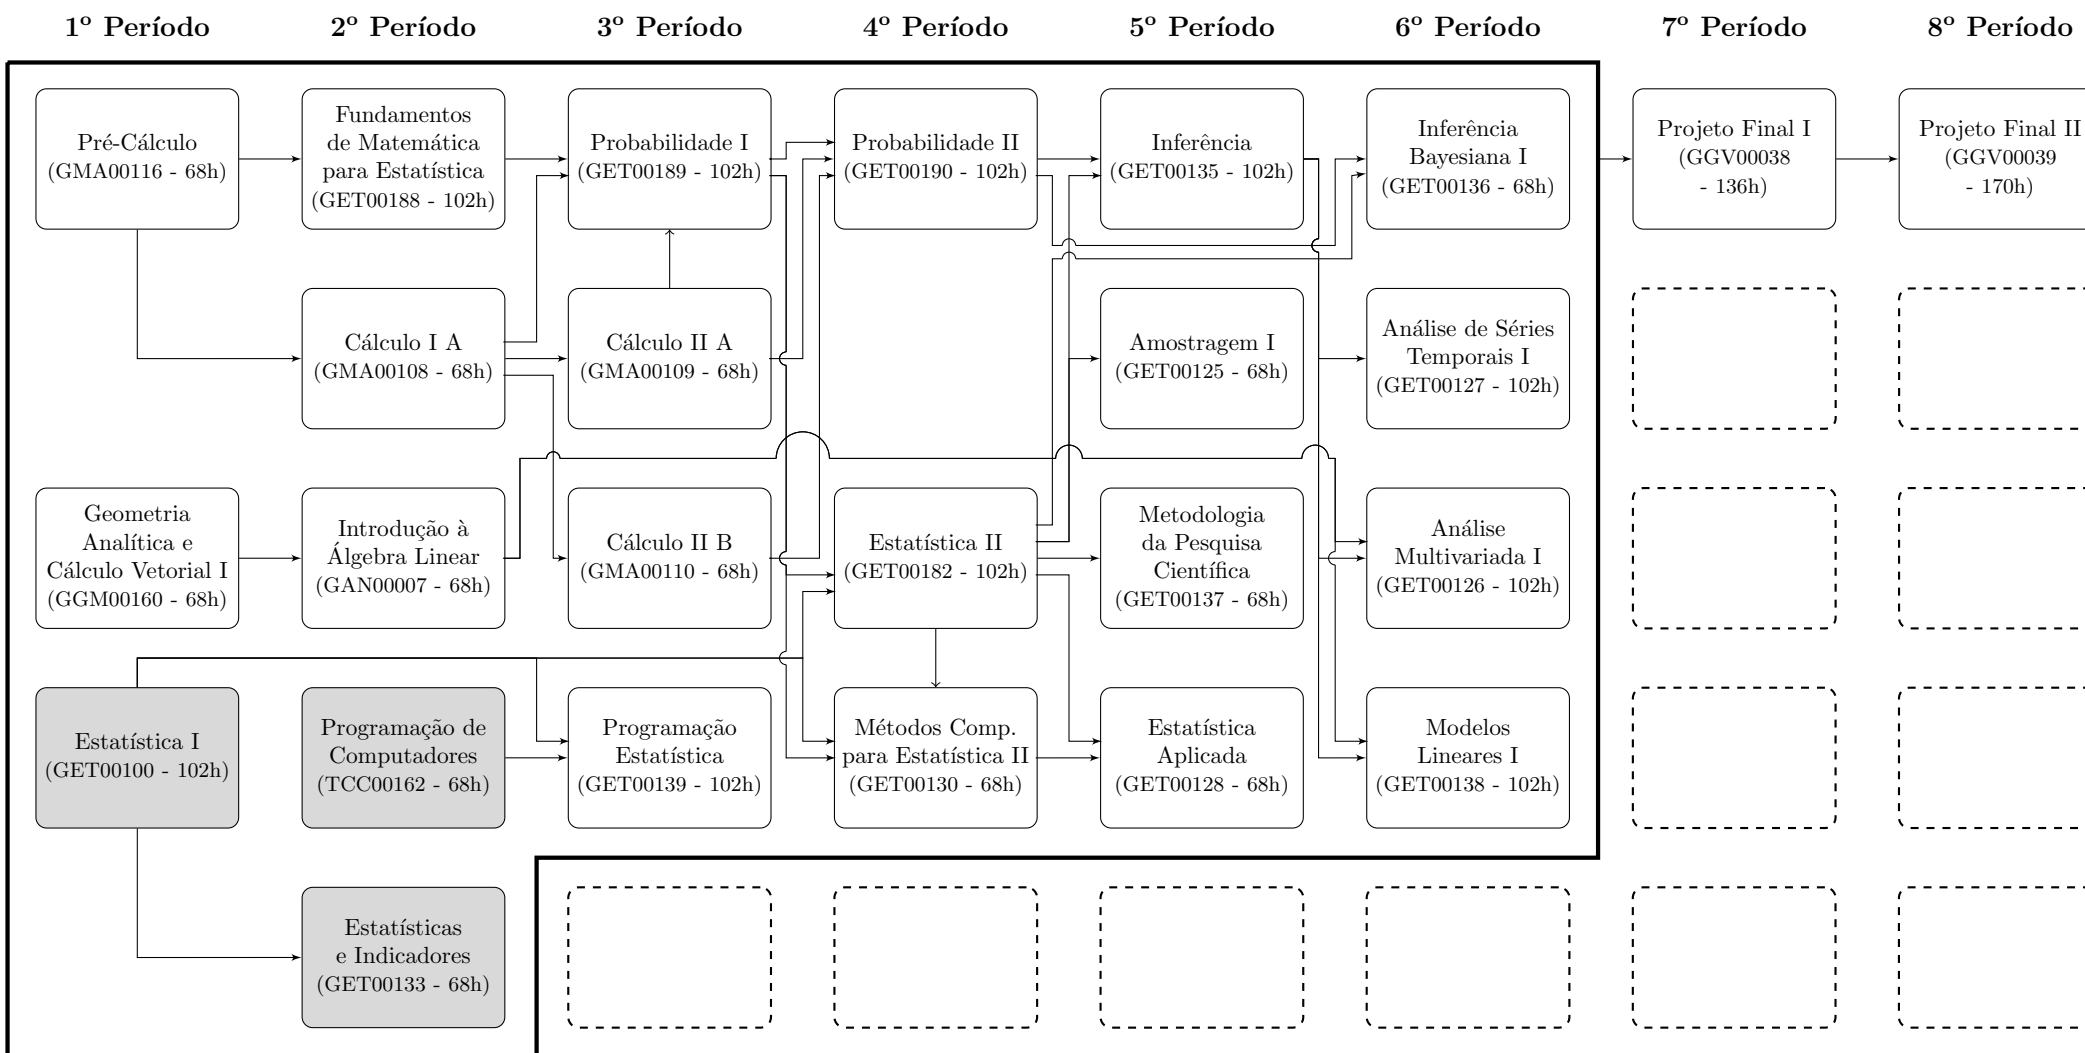 1º Período
2º Período
3º Período
4º Período
5º Período
6º Período
7º Período
8º Período
Pré-Cálculo
(GMA00116 - 68h)
Fundamentos
de Matemática
para Estatística
(GET00188 - 102h)
Probabilidade I
(GET00189 - 102h)
Probabilidade II
(GET00190 - 102h)
Inferência
(GET00135 - 102h)
Inferência
Bayesiana I
(GET00136 - 68h)
Projeto Final I
(GGV00038
- 136h)
Projeto Final II
(GGV00039
- 170h)
Cálculo I A
(GMA00108 - 68h)
Cálculo II A
(GMA00109 - 68h)
Amostragem I
(GET00125 - 68h)
Análise de Séries
Temporais I
(GET00127 - 102h)
Geometria
Analítica e
Cálculo Vetorial I
(GGM00160 - 68h)
Introdução à
Álgebra Linear
(GAN00007 - 68h)
Cálculo II B
(GMA00110 - 68h)
Estatística II
(GET00182 - 102h)
Metodologia
da Pesquisa
Científica
(GET00137 - 68h)
Análise
Multivariada I
(GET00126 - 102h)
Estatística I
(GET00100 - 102h)
Programação de
Computadores
(TCC00162 - 68h)
Programação
Estatística
(GET00139 - 102h)
Métodos Comp.
para Estatística II
(GET00130 - 68h)
Estatística
Aplicada
(GET00128 - 68h)
Modelos
Lineares I
(GET00138 - 102h)
Estatísticas
e Indicadores
(GET00133 - 68h)